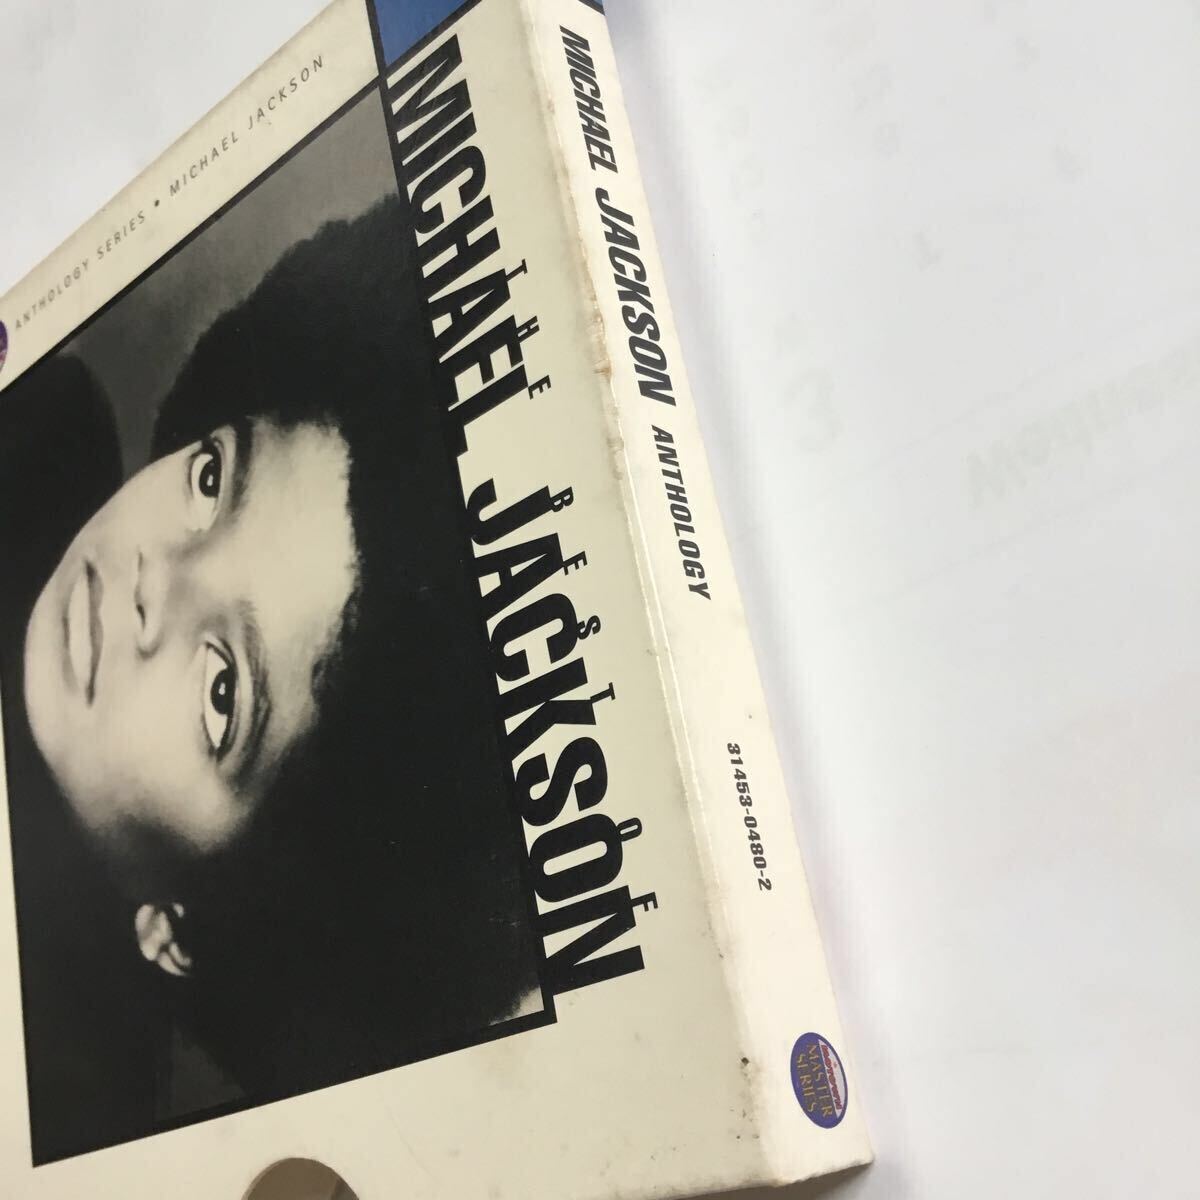 ANTHOLOGY SERIES • MICHAEL JACKSON
THE BEST OF
MICHAEL JACKSON
MICHAEL JACKSON ANTHOLOGY
31453-0480-2
MASTER
SERIES